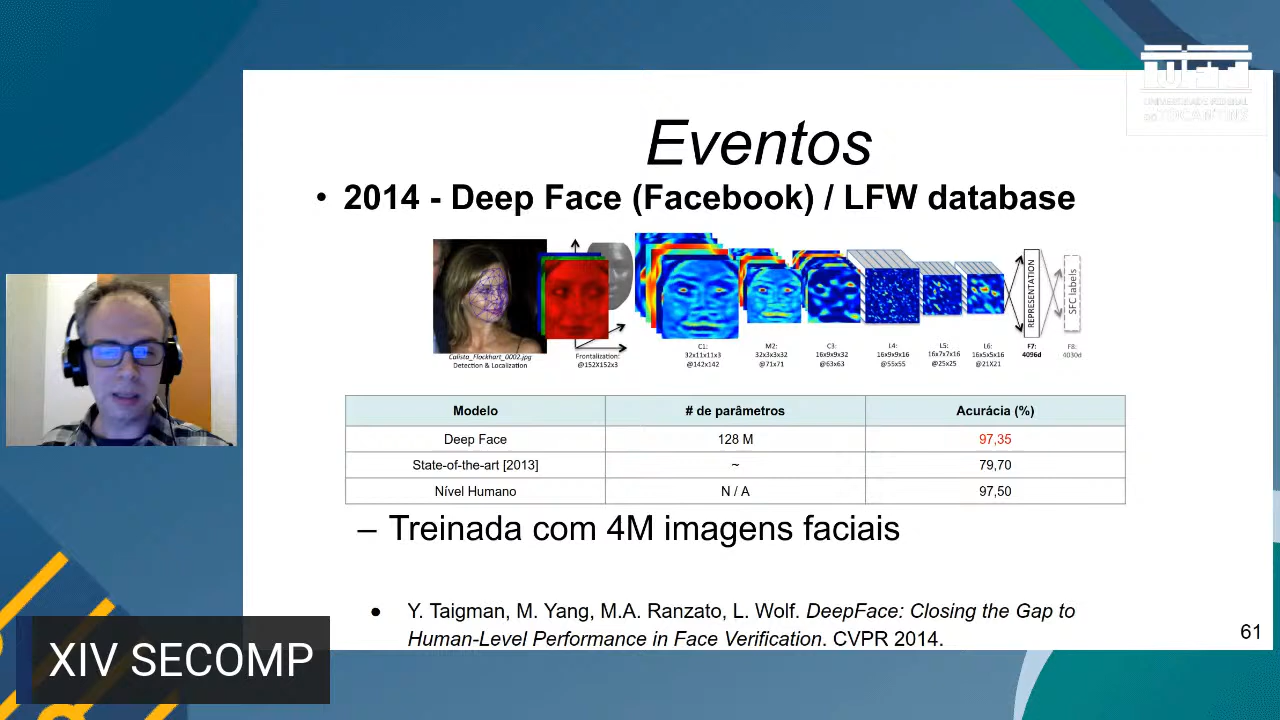 UFT
UNIVERSIDADE FEDERAL
DO TOCANTINS
Eventos
• 2014 - Deep Face (Facebook) / LFW database
Calista_Flockhart_0002.jpg
Detection & Localization
Frontalization:
@152X152x3
C1:
32x11x11x3
@142x142
M2:
32x3x3x32
@71x71
C3:
16x9x9x32
@63x63
L4:
16x9x9x16
@55x55
L5:
16x7x7x16
@25x25
L6:
16x5x5x16
@21X21
REPRESENTATION
F7:
4096d
SFC labels
F8:
4030d
Modelo # de parâmetros Acurácia (%)
Deep Face 128 M 97,35
State-of-the-art [2013] ~ 79,70
Nível Humano N / A 97,50
– Treinada com 4M imagens faciais
● Y. Taigman, M. Yang, M.A. Ranzato, L. Wolf. DeepFace: Closing the Gap to
Human-Level Performance in Face Verification. CVPR 2014.
61
XIV SECOMP